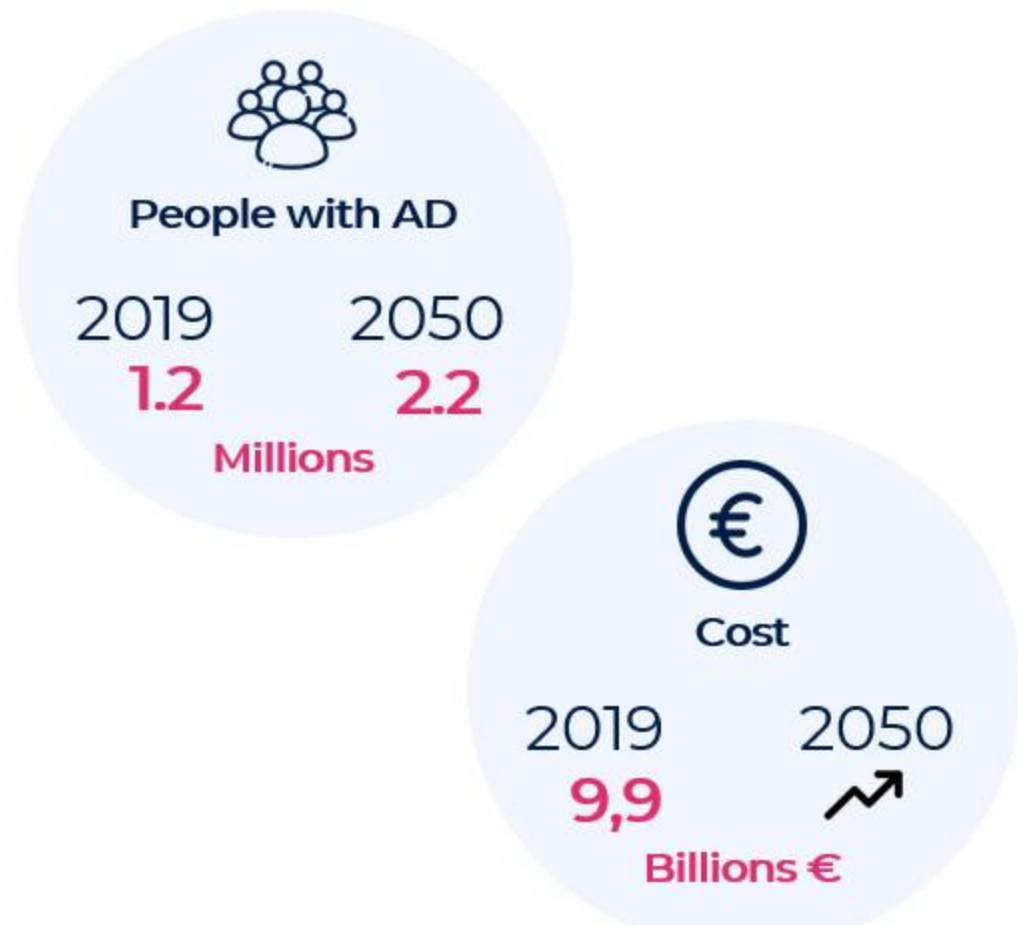 People with AD
2019 2050
1.2 2.2
Millions
€
Cost
2019 2050
9,9
Billions €